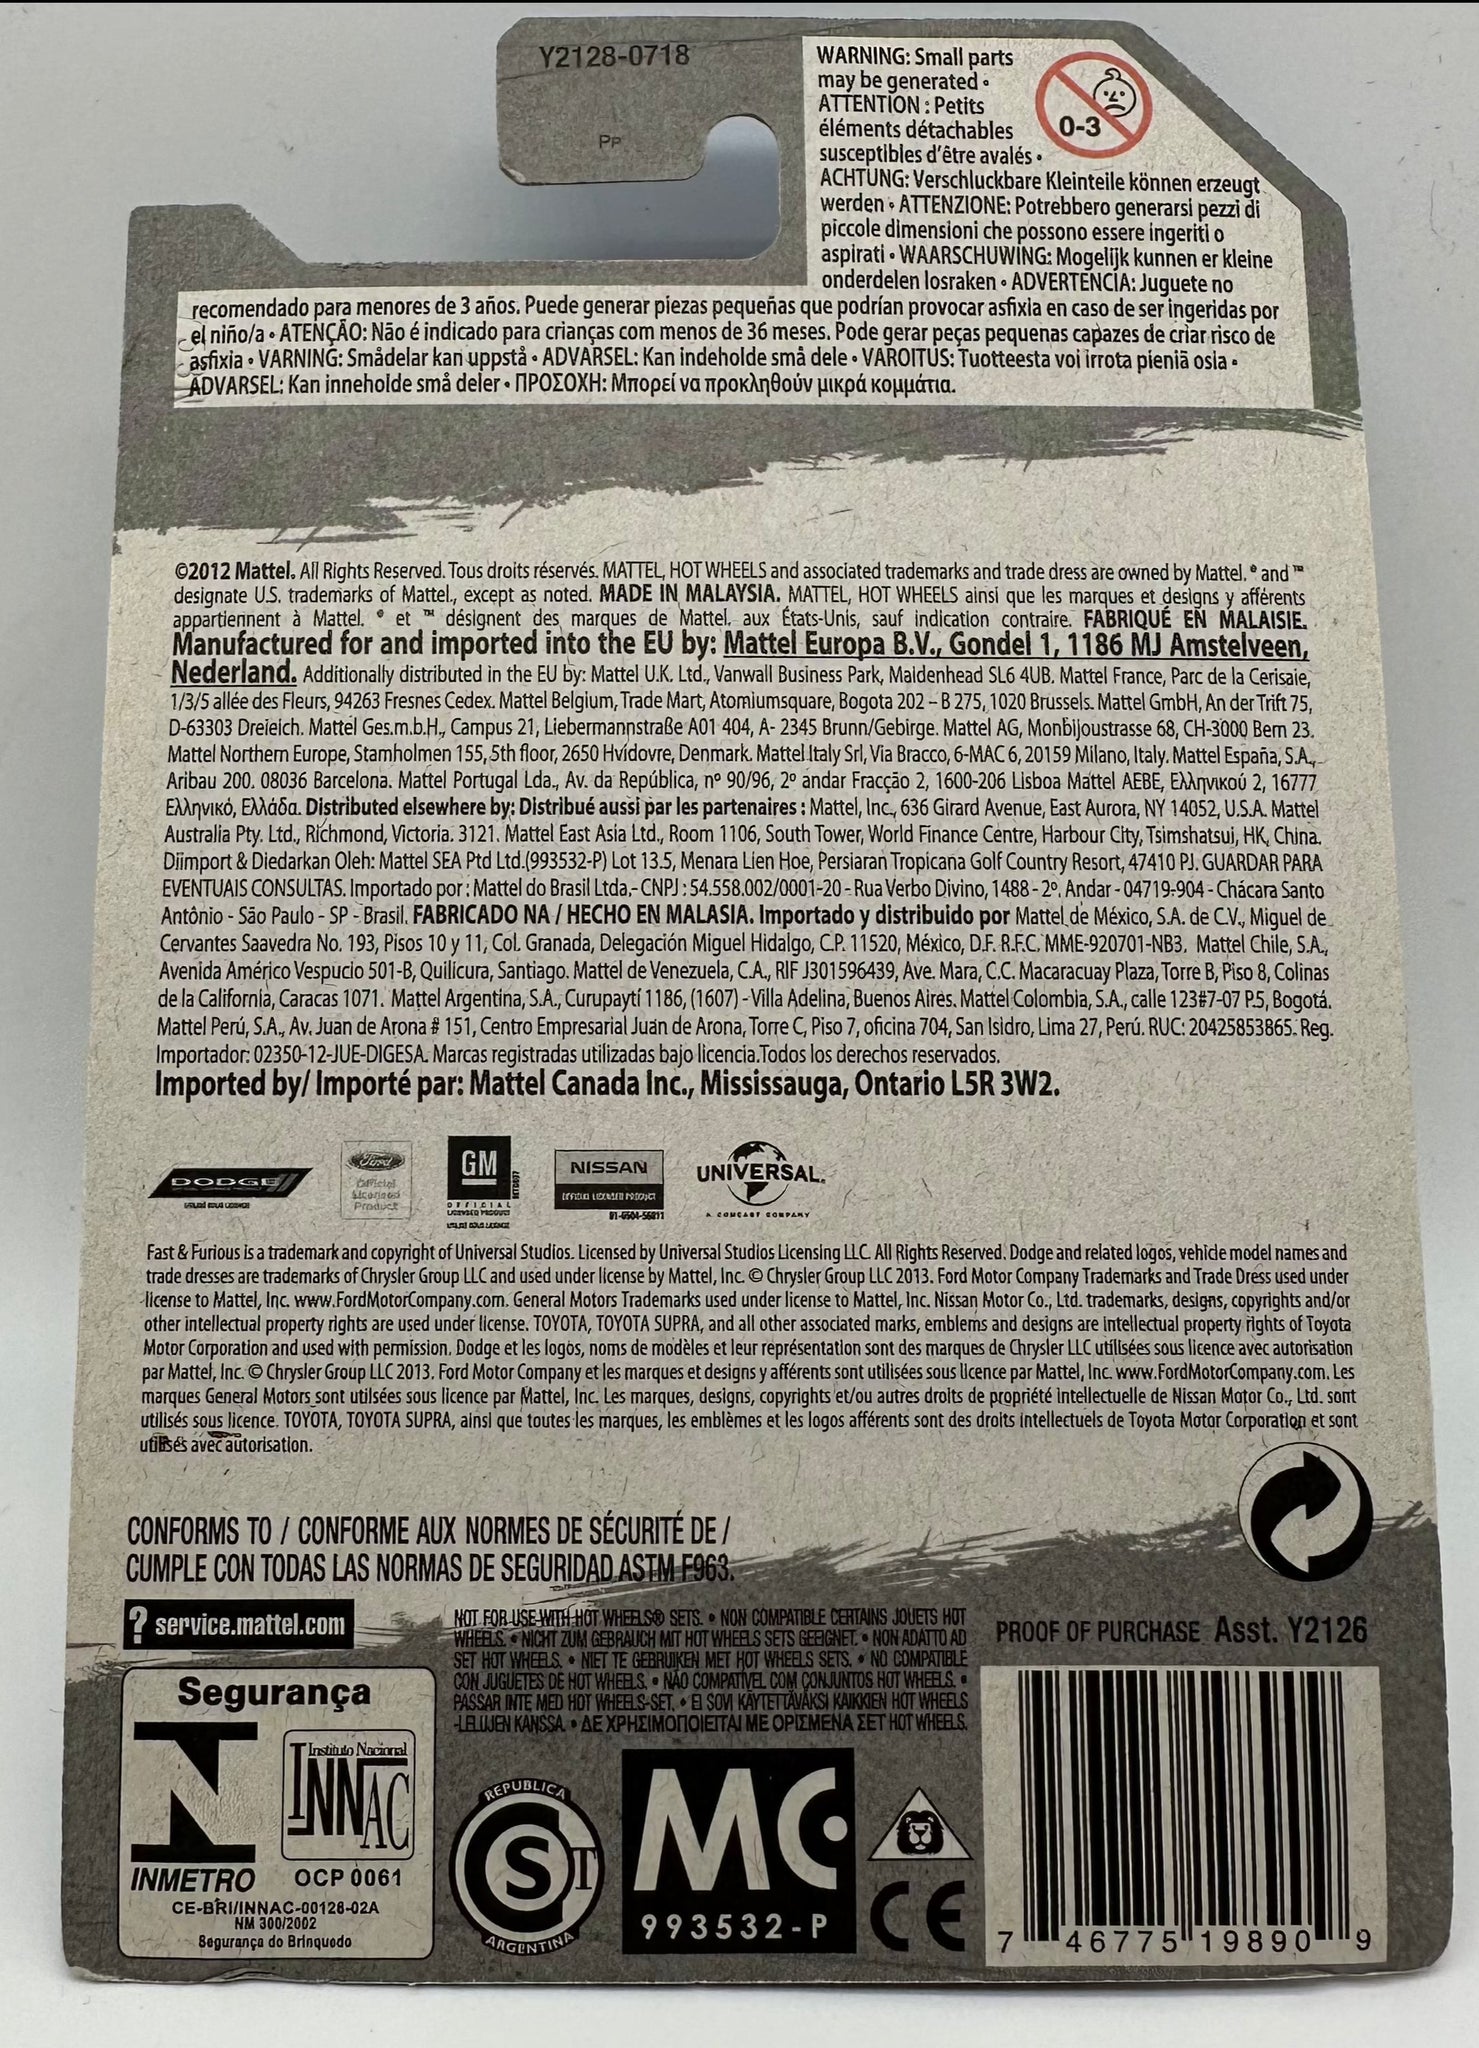 Y2128-0718
PP
WARNING: Small parts
may be generated •
ATTENTION : Petits
éléments détachables
susceptibles d'être avalés •
0-3
ACHTUNG: Verschluckbare Kleinteile können erzeugt
werden • ATTENZIONE: Potrebbero generarsi pezzi di
piccole dimensioni che possono essere ingeriti o
aspirati • WAARSCHUWING: Mogelijk kunnen er kleine
onderdelen losraken • ADVERTENCIA: Juguete no
recomendado para menores de 3 años. Puede generar piezas pequeñas que podrían provocar asfixia en caso de ser ingeridas por
el niño/a • ATENÇÃO: Não é indicado para crianças com menos de 36 meses. Pode gerar peças pequenas capazes de criar risco de
asfixia • VARNING: Smådelar kan uppstå • ADVARSEL: Kan indeholde små dele • VAROITUS: Tuotteesta voi irrota pieniä osia •
ADVARSEL: Kan inneholde små deler • ΠΡΟΣΟΧΗ: Μπορεί να προκληθούν μικρά κομμάτια.
©2012 Mattel. All Rights Reserved. Tous droits réservés. MATTEL, HOT WHEELS and associated trademarks and trade dress are owned by Mattel. ® and ™
designate U.S. trademarks of Mattel, except as noted. MADE IN MALAYSIA. MATTEL, HOT WHEELS ainsi que les marques et designs y afférents
appartiennent à Mattel. ® et ™ désignent des marques de Mattel. aux États-Unis, sauf indication contraire. FABRIQUÉ EN MALAISIE.
Manufactured for and imported into the EU by: Mattel Europa B.V., Gondel 1, 1186 MJ Amstelveen,
Nederland. Additionally distributed in the EU by: Mattel U.K. Ltd., Vanwall Business Park, Maidenhead SL6 4UB. Mattel France, Parc de la Cerisaie,
1/3/5 allée des Fleurs, 94263 Fresnes Cedex. Mattel Belgium, Trade Mart, Atomiumsquare, Bogota 202 – B 275, 1020 Brussels. Mattel GmbH, An der Trift 75,
D-63303 Dreieich. Mattel Ges.m.b.H., Campus 21, Liebermannstraße A01 404, A- 2345 Brunn/Gebirge. Mattel AG, Monbijoustrasse 68, CH-3000 Bern 23.
Mattel Northern Europe, Stamholmen 155, 5th floor, 2650 Hvidovre, Denmark. Mattel Italy Srl, Via Bracco, 6-MAC 6, 20159 Milano, Italy. Mattel España, S.A.,
Aribau 200. 08036 Barcelona. Mattel Portugal Lda., Av. da República, nº 90/96, 2º andar Fracção 2, 1600-206 Lisboa Mattel AEBE, Ελληνικού 2, 16777
Ελληνικό, Ελλάδα. Distributed elsewhere by: Distribué aussi par les partenaires : Mattel, Inc., 636 Girard Avenue, East Aurora, NY 14052, U.S.A. Mattel
Australia Pty. Ltd., Richmond, Victoria. 3121. Mattel East Asia Ltd., Room 1106, South Tower, World Finance Centre, Harbour City, Tsimshatsui, HK, China.
Diimport & Diedarkan Oleh: Mattel SEA Ptd Ltd.(993532-P) Lot 13.5, Menara Lien Hoe, Persiaran Tropicana Golf Country Resort, 47410 PJ. GUARDAR PARA
EVENTUAIS CONSULTAS. Importado por : Mattel do Brasil Ltda.- CNPJ : 54.558.002/0001-20 - Rua Verbo Divino, 1488 - 2º. Andar - 04719-904 - Chácara Santo
Antônio - São Paulo - SP - Brasil. FABRICADO NA / HECHO EN MALASIA. Importado y distribuido por Mattel de México, S.A. de C.V., Miguel de
Cervantes Saavedra No. 193, Pisos 10 y 11, Col. Granada, Delegación Miguel Hidalgo, C.P. 11520, México, D.F. R.F.C. MME-920701-NB3. Mattel Chile, S.A.,
Avenida Américo Vespucio 501-B, Quilicura, Santiago. Mattel de Venezuela, C.A., RIF J301596439, Ave. Mara, C.C. Macaracuay Plaza, Torre B, Piso 8, Colinas
de la California, Caracas 1071. Mattel Argentina, S.A., Curupaytí 1186, (1607) - Villa Adelina, Buenos Aires. Mattel Colombia, S.A., calle 123#7-07 P.5, Bogotá.
Mattel Perú, S.A., Av. Juan de Arona # 151, Centro Empresarial Juan de Arona, Torre C, Piso 7, oficina 704, San Isidro, Lima 27, Perú. RUC: 20425853865. Reg.
Importador: 02350-12-JUE-DIGESA. Marcas registradas utilizadas bajo licencia.Todos los derechos reservados.
Imported by/ Importé par: Mattel Canada Inc., Mississauga, Ontario L5R 3W2.
DODGE
Ford
Official
Licensed
Product
GM
OFFICIAL
LICENSED PRODUCT
NISSAN
OFFICIAL LICENSED PRODUCT
UNIVERSAL
A COMCAST COMPANY
Fast & Furious is a trademark and copyright of Universal Studios. Licensed by Universal Studios Licensing LLC. All Rights Reserved. Dodge and related logos, vehicle model names and
trade dresses are trademarks of Chrysler Group LLC and used under license by Mattel, Inc. © Chrysler Group LLC 2013. Ford Motor Company Trademarks and Trade Dress used under
license to Mattel, Inc. www.FordMotorCompany.com. General Motors Trademarks used under license to Mattel, Inc. Nissan Motor Co., Ltd. trademarks, designs, copyrights and/or
other intellectual property rights are used under license. TOYOTA, TOYOTA SUPRA, and all other associated marks, emblems and designs are intellectual property rights of Toyota
Motor Corporation and used with permission. Dodge et les logos, noms de modèles et leur représentation sont des marques de Chrysler LLC utilisées sous licence avec autorisation
par Mattel, Inc. © Chrysler Group LLC 2013. Ford Motor Company et les marques et designs y afférents sont utilisées sous licence par Mattel, Inc. www.FordMotorCompany.com. Les
marques General Motors sont utilsées sous licence par Mattel, Inc. Les marques, designs, copyrights et/ou autres droits de propriété intellectuelle de Nissan Motor Co., Ltd. sont
utilisés sous licence. TOYOTA, TOYOTA SUPRA, ainsi que toutes les marques, les emblèmes et les logos afférents sont des droits intellectuels de Toyota Motor Corporation et sont
utilisés avec autorisation.
CONFORMS TO / CONFORME AUX NORMES DE SÉCURITÉ DE /
CUMPLE CON TODAS LAS NORMAS DE SEGURIDAD ASTM F963.
? service.mattel.com
NOT FOR USE WITH HOT WHEELS® SETS. • NON COMPATIBLE CERTAINS JOUETS HOT
WHEELS. • NICHT ZUM GEBRAUCH MIT HOT WHEELS SETS GEEIGNET. • NON ADATTO AD
SET HOT WHEELS. • NIET TE GEBRUIKEN MET HOT WHEELS SETS. • NO COMPATIBLE
CON JUGUETES DE HOT WHEELS. • NÃO COMPATÍVEL COM CONJUNTOS HOT WHEELS. •
PASSAR INTE MED HOT WHEELS-SET. • EI SOVI KÄYTETTÄVÄKSI KAIKKIEN HOT WHEELS
-LELUJEN KANSSA. • ΔΕ ΧΡΗΣΙΜΟΠΟΙΕΙΤΑΙ ΜΕ ΟΡΙΣΜΕΝΑ ΣΕΤ HOT WHEELS.
PROOF OF PURCHASE Asst. Y2126
Segurança
INMETRO
Instituto Nacional
INNAC
OCP 0061
CE-BRI/INNAC-00128-02A
NM 300/2002
Segurança do Brinquedo
REPUBLICA
S T
ARGENTINA
MC
993532-P
CE
7 46775 19890 9